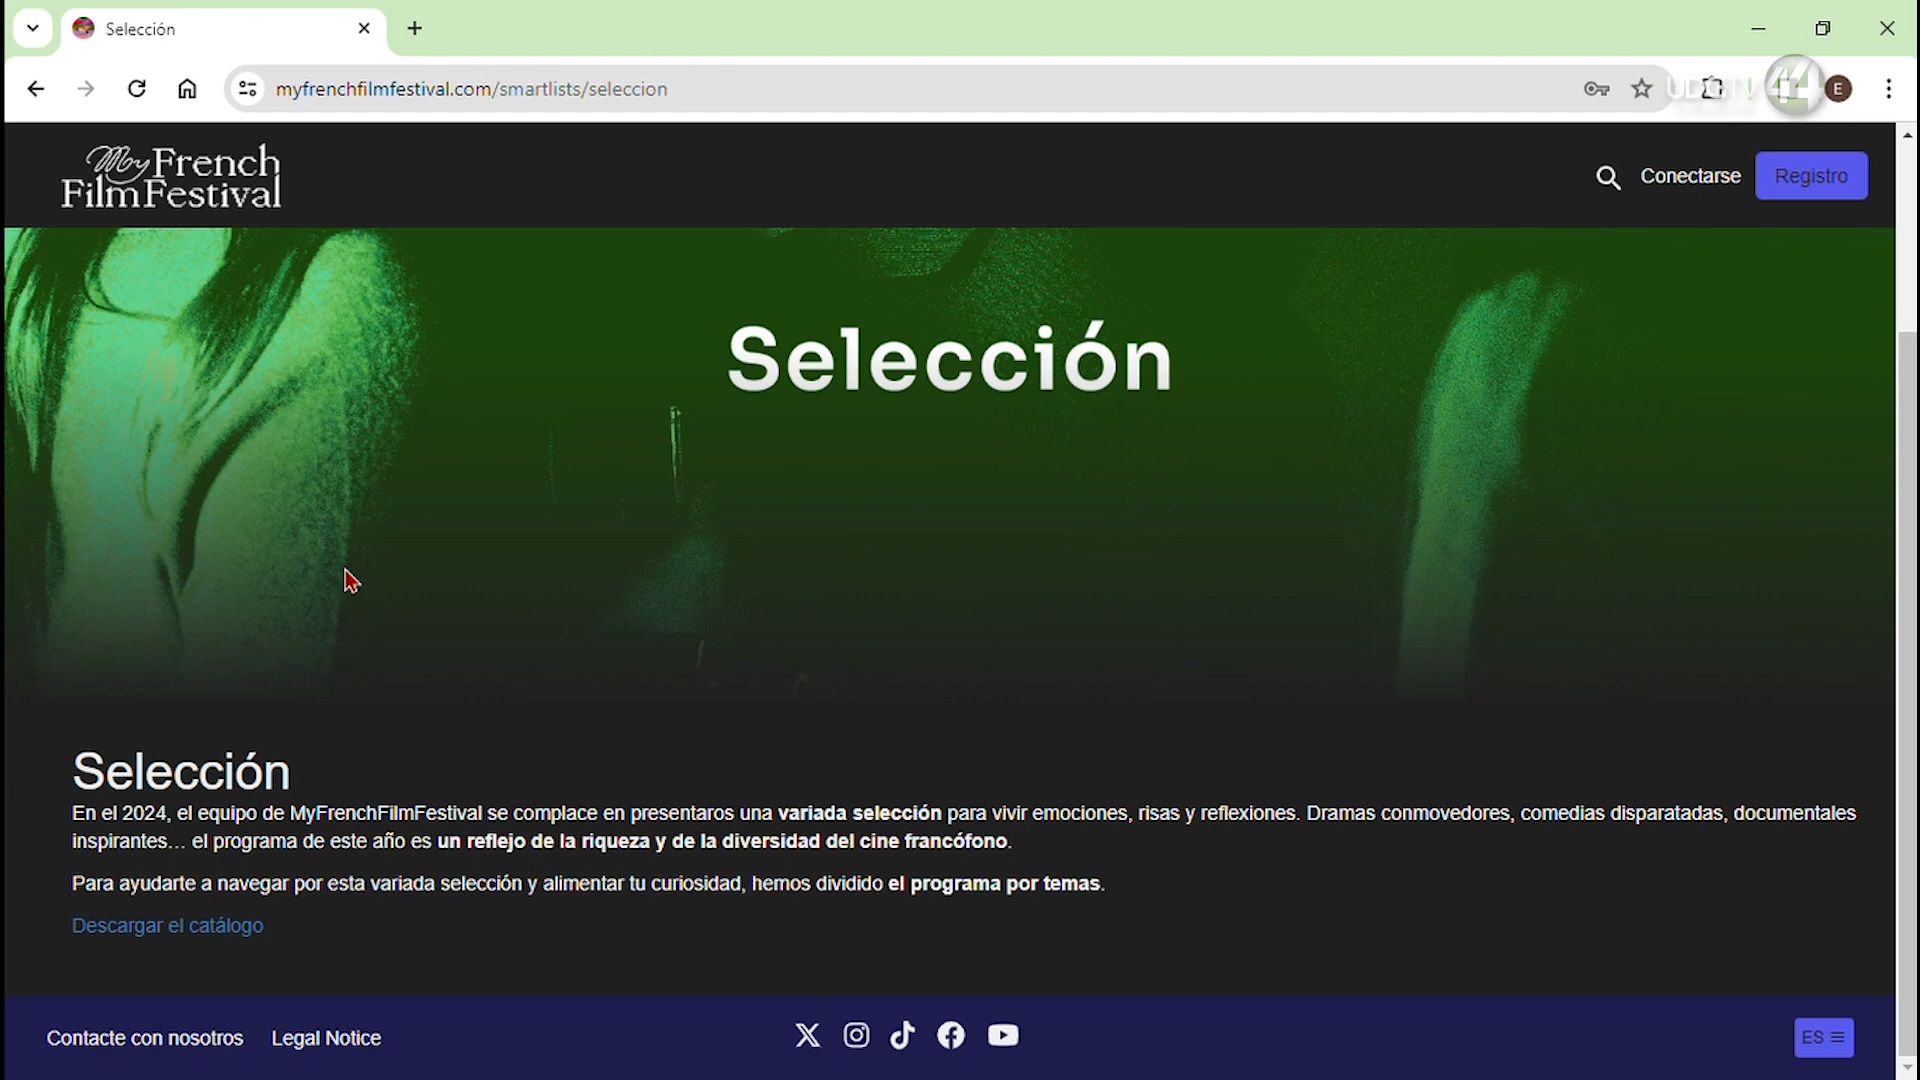 Selección
myfrenchfilmfestival.com/smartlists/seleccion
UDGTV 44
E
My French
FilmFestival
Conectarse
Registro
Selección
Selección
En el 2024, el equipo de MyFrenchFilmFestival se complace en presentaros una variada selección para vivir emociones, risas y reflexiones. Dramas conmovedores, comedias disparatadas, documentales
inspirantes… el programa de este año es un reflejo de la riqueza y de la diversidad del cine francófono.
Para ayudarte a navegar por esta variada selección y alimentar tu curiosidad, hemos dividido el programa por temas.
Descargar el catálogo
Contacte con nosotros
Legal Notice
ES